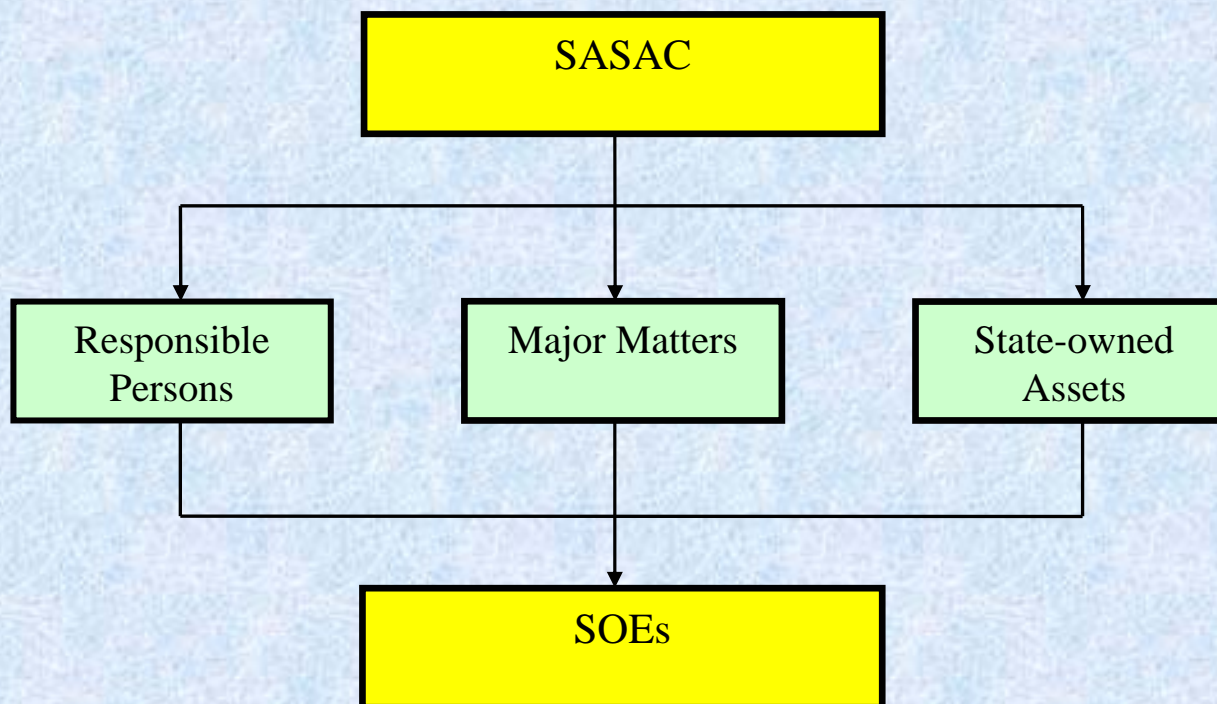 SASAC
Responsible
Persons
Major Matters
State-owned
Assets
SOEs